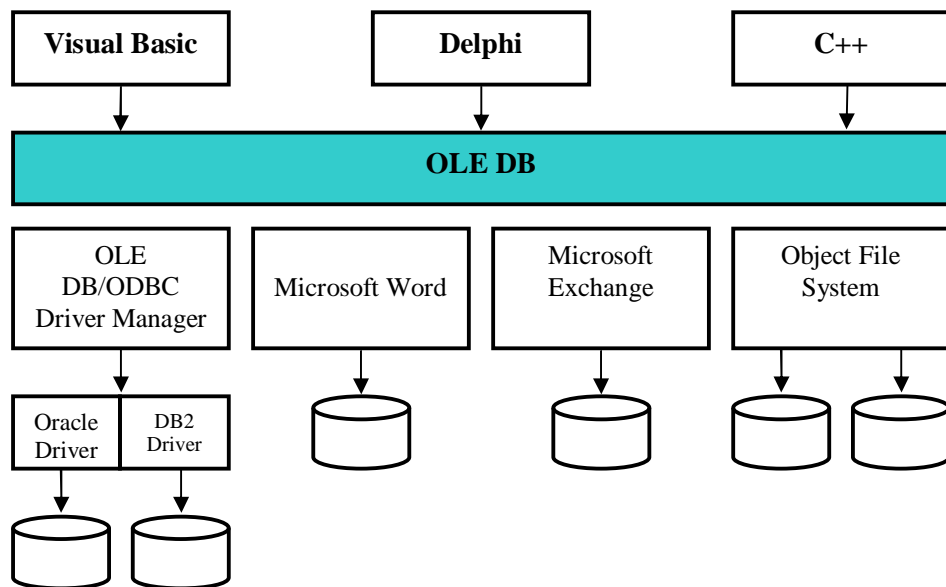 Visual Basic
Delphi
C++
OLE DB
OLE
DB/ODBC
Driver Manager
Microsoft Word
Microsoft
Exchange
Object File
System
Oracle
Driver
DB2
Driver